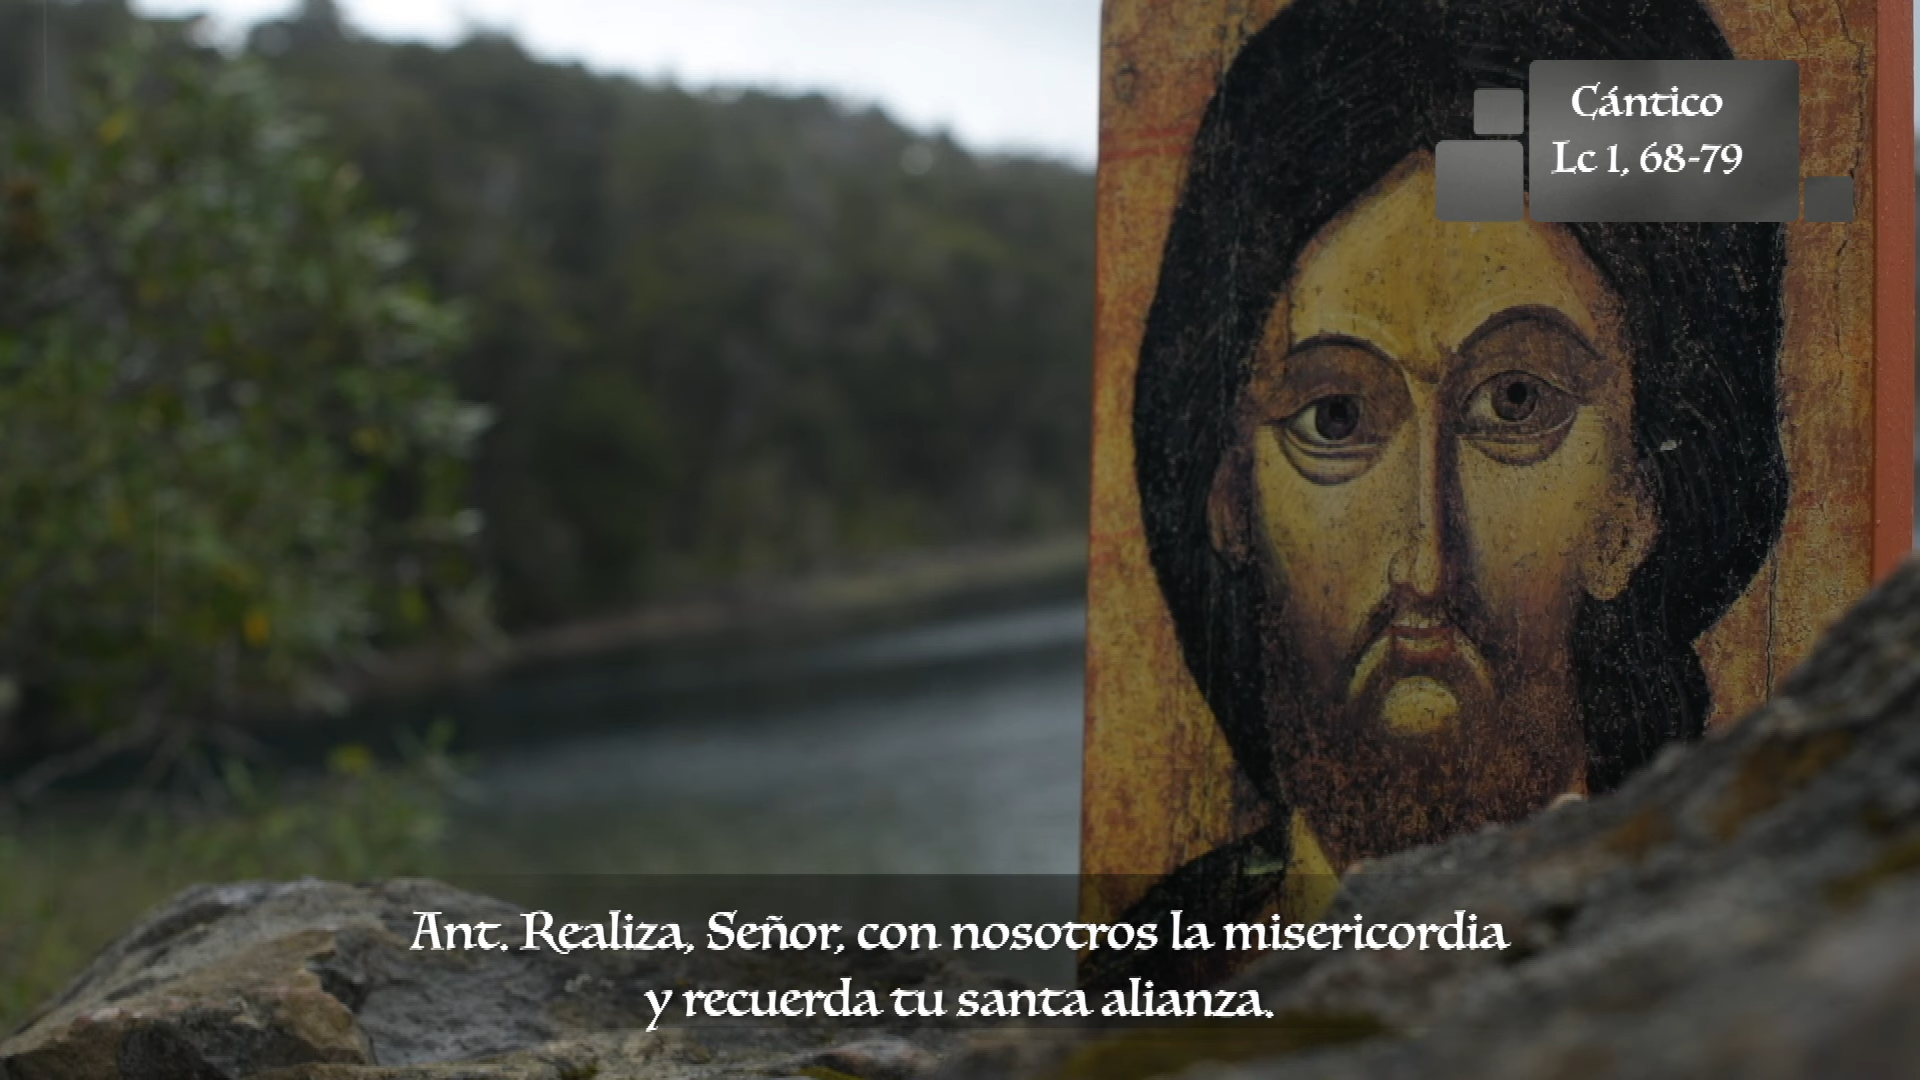 Cántico
Lc 1, 68-79
Ant. Realiza, Señor, con nosotros la misericordia
y recuerda tu santa alianza.